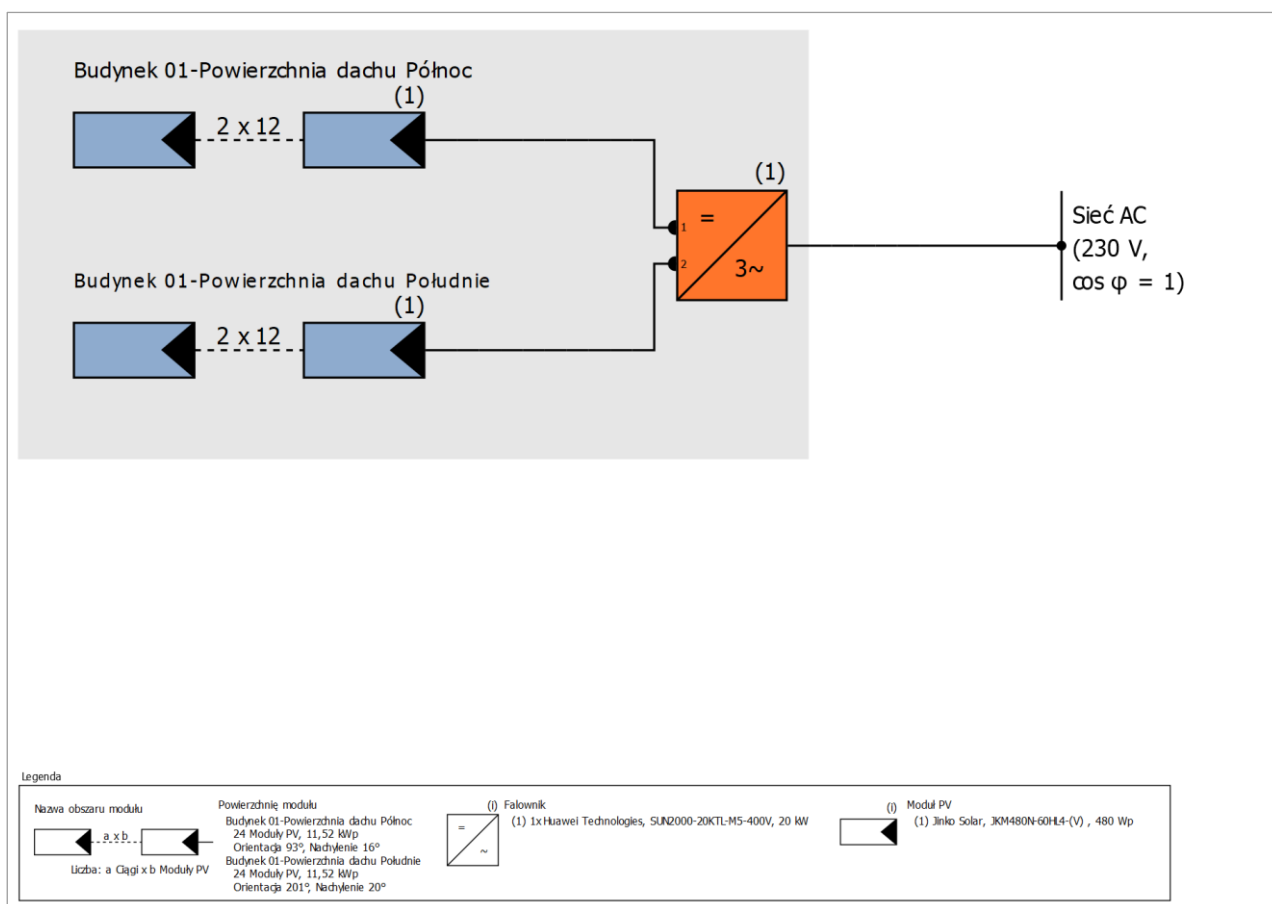 Budynek 01-Powierzchnia dachu Północ
(1)
2 x 12
(1)
1
=
2
3~
Sieć AC
(230 V,
cos φ = 1)
Budynek 01-Powierzchnia dachu Południe
(1)
2 x 12
Legenda
Nazwa obszaru modułu
a x b
Liczba: a Ciągi x b Moduły PV
Powierzchnię modułu
Budynek 01-Powierzchnia dachu Północ
24 Moduły PV, 11,52 kWp
Orientacja 93°, Nachylenie 16°
Budynek 01-Powierzchnia dachu Południe
24 Moduły PV, 11,52 kWp
Orientacja 201°, Nachylenie 20°
(i) Falownik
=
~
(1) 1x Huawei Technologies, SUN2000-20KTL-M5-400V, 20 kW
(i) Moduł PV
(1) Jinko Solar, JKM480N-60HL4-(V) , 480 Wp